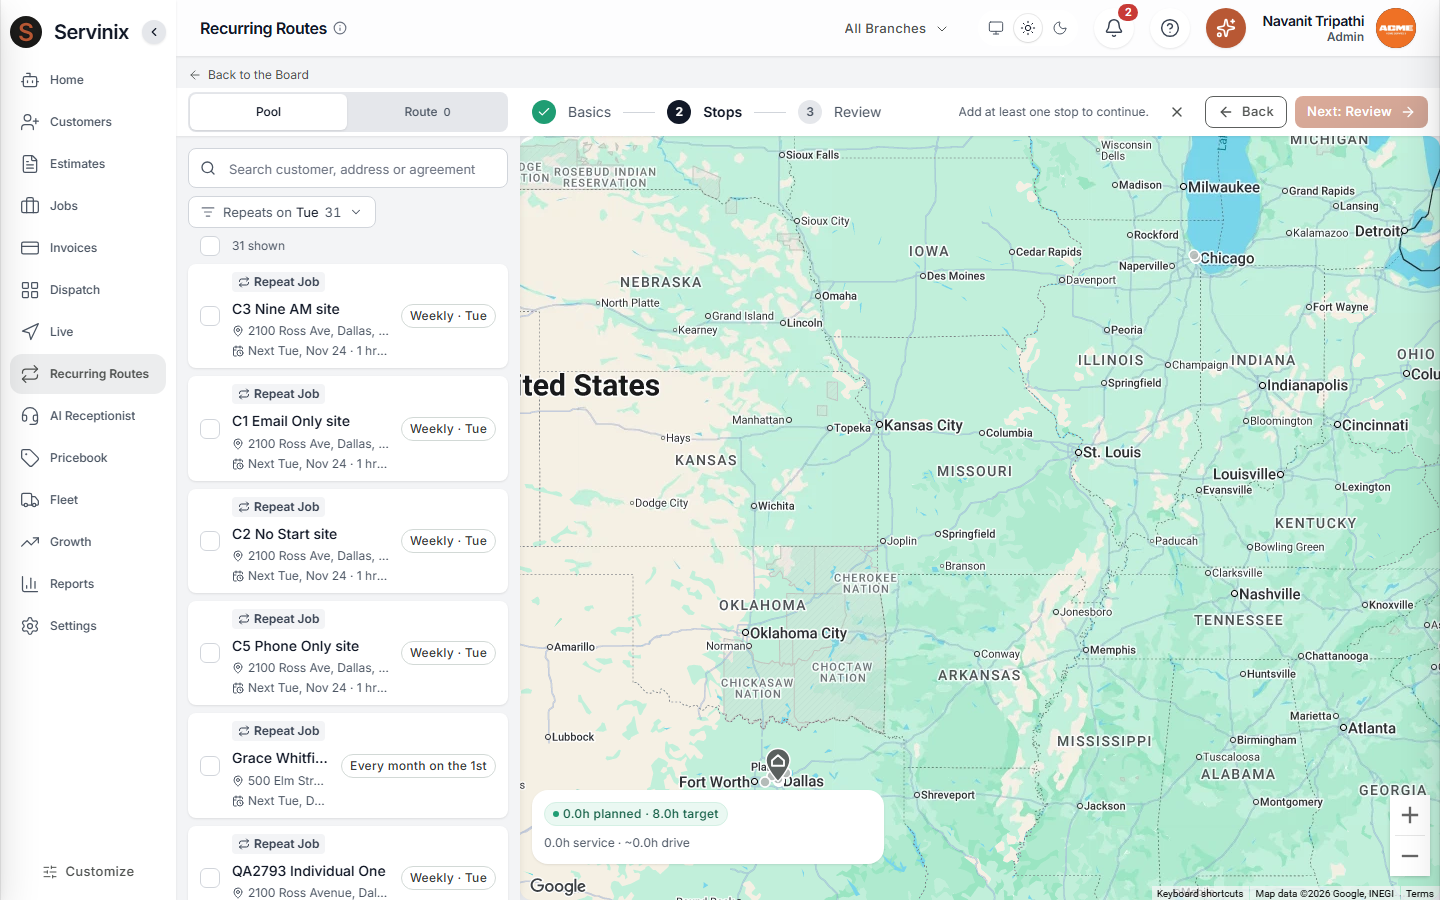 Servinix
Home
Customers
Estimates
Jobs
Invoices
Dispatch
Live
Recurring Routes
AI Receptionist
Pricebook
Fleet
Growth
Reports
Settings
Customize
Recurring Routes
All Branches
2
Navanit Tripathi
Admin
ACME
Back to the Board
Pool
Route 0
Basics
2 Stops
3 Review
Add at least one stop to continue.
Back
Next: Review
Search customer, address or agreement
Repeats on Tue 31
31 shown
Repeat Job
C3 Nine AM site
2100 Ross Ave, Dallas, ...
Next Tue, Nov 24 · 1 hr...
Weekly · Tue
Repeat Job
C1 Email Only site
2100 Ross Ave, Dallas, ...
Next Tue, Nov 24 · 1 hr...
Weekly · Tue
Repeat Job
C2 No Start site
2100 Ross Ave, Dallas, ...
Next Tue, Nov 24 · 1 hr...
Weekly · Tue
Repeat Job
C5 Phone Only site
2100 Ross Ave, Dallas, ...
Next Tue, Nov 24 · 1 hr...
Weekly · Tue
Repeat Job
Grace Whitfi...
500 Elm Str...
Next Tue, D...
Every month on the 1st
Repeat Job
QA2793 Individual One
2100 Ross Avenue, Dal...
Weekly · Tue
Sioux Falls
ROSEBUD INDIAN
RESERVATION
Wisconsin
Dells
MICHIGAN
Madison
Milwaukee
Grand Rapids
Lansing
Sioux City
Rockford
Kalamazoo
Detroit
IOWA
Cedar Rapids
Naperville
Chicago
Des Moines
Davenport
NEBRASKA
North Platte
Omaha
Grand Island
Lincoln
Kearney
Fort Wayne
Peoria
ILLINOIS
Champaign
INDIANA
OHIO
Springfield
Indianapolis
Colu
ited States
Manhattan
Topeka
Kansas City
Columbia
Bloomington
Cincinnati
Hays
KANSAS
St. Louis
MISSOURI
Louisville
Evansville
Lexington
Dodge City
Wichita
KENTUCKY
Joplin
Springfield
Paducah
Bowling Green
Branson
Clarksville
CHEROKEE
NATION
Nashville
Knoxville
OKLAHOMA
Jonesboro
TENNESSEE
Oklahoma City
Amarillo
Norman
Conway
Memphis
Chattanooga
CHOCTAW
NATION
ARKANSAS
Huntsville
CHICKASAW
NATION
Marietta
Atlanta
Lubbock
MISSISSIPPI
Birmingham
Tuscaloosa
Pla
ALABAMA
Fort Worth
Dallas
Shreveport
Jackson
Montgomery
GEORGIA
0.0h planned · 8.0h target
0.0h service · ~0.0h drive
Google
Keyboard shortcuts
Map data ©2026 Google, INEGI
Terms